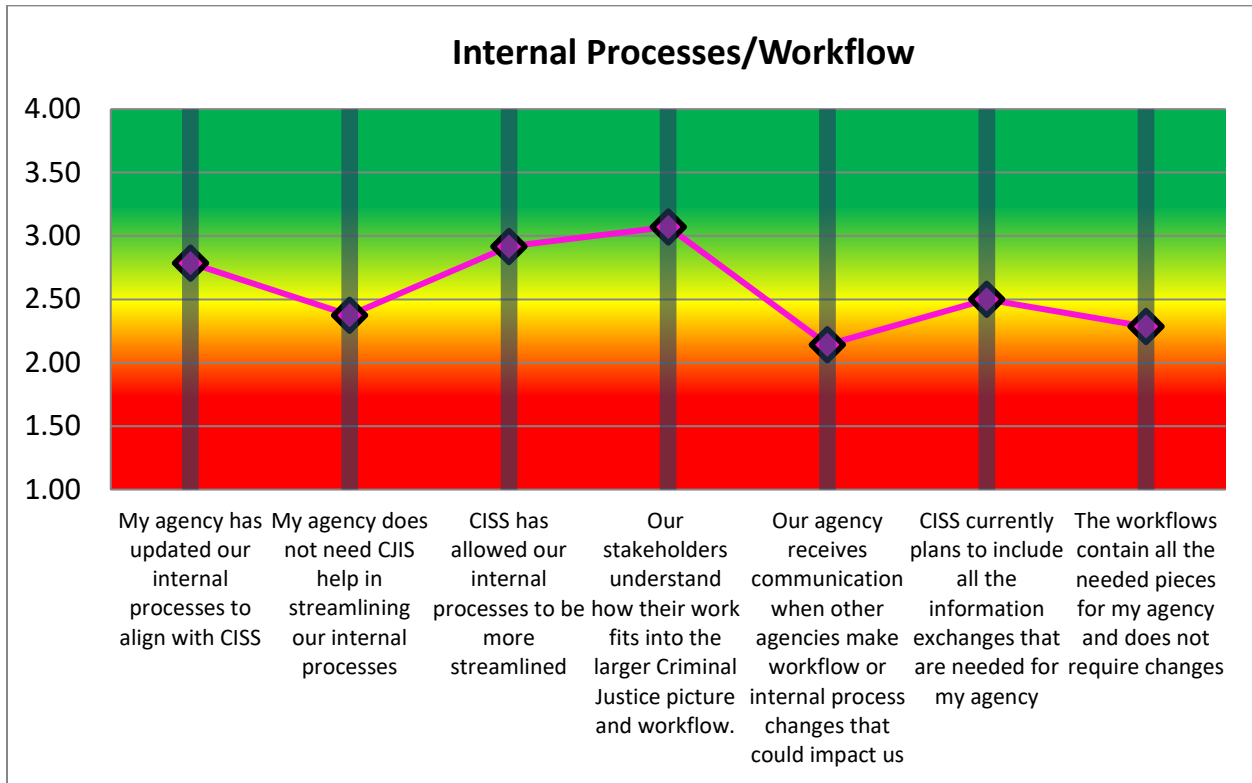 Internal Processes/Workflow
4.00
3.50
3.00
2.50
2.00
1.50
1.00
My agency has
updated our
internal
processes to
align with CISS
My agency does
not need CJIS
help in
streamlining
our internal
processes
CISS has
allowed our
internal
processes to be
more
streamlined
Our
stakeholders
understand
how their work
fits into the
larger Criminal
Justice picture
and workflow.
Our agency
receives
communication
when other
agencies make
workflow or
internal process
changes that
could impact us
CISS currently
plans to include
all the
information
exchanges that
are needed for
my agency
The workflows
contain all the
needed pieces
for my agency
and does not
require changes